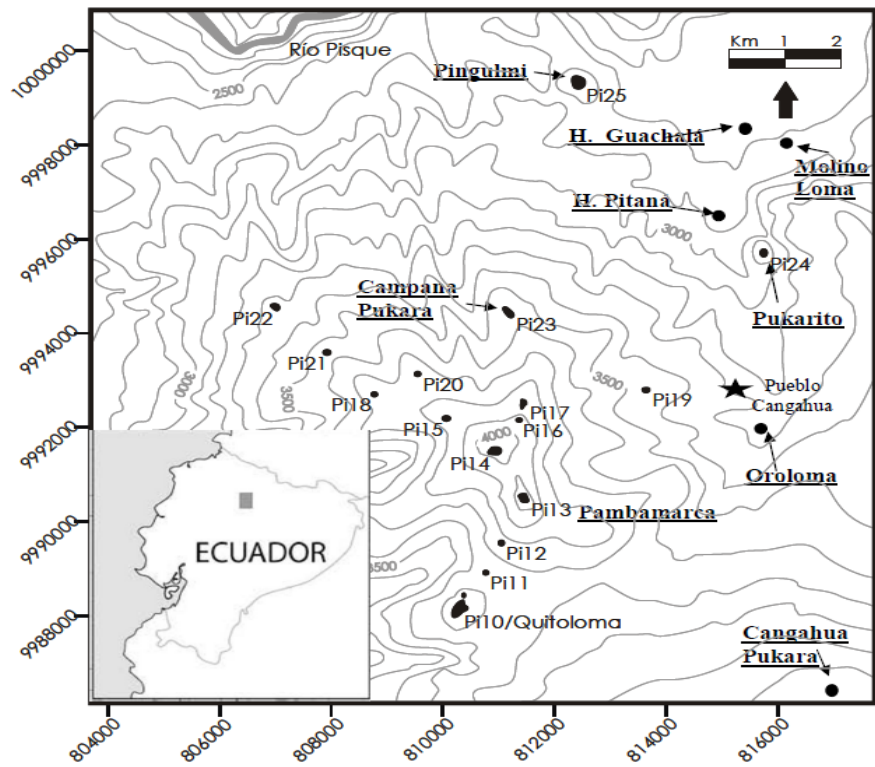 10000000
9998000
9996000
9994000
9992000
9990000
9988000
Río Pisque
Km 1 2
2500
Pingulmi
Pi25
H. Guachalá
Molino
Loma
H. Pitaná
3000
Pi24
Pukarito
Campana
Pukara
Pi22
Pi23
Pi21
3000
3500
Pi20
3500
Pi18
Pi19
Pueblo
Cangahua
Pi17
Pi15
Pi16
4000
Pi14
Oroloma
Pi13
Pambamarca
ECUADOR
Pi12
3500
Pi11
Pi10/Quitoloma
Cangahua
Pukara
804000
806000
808000
810000
812000
814000
816000